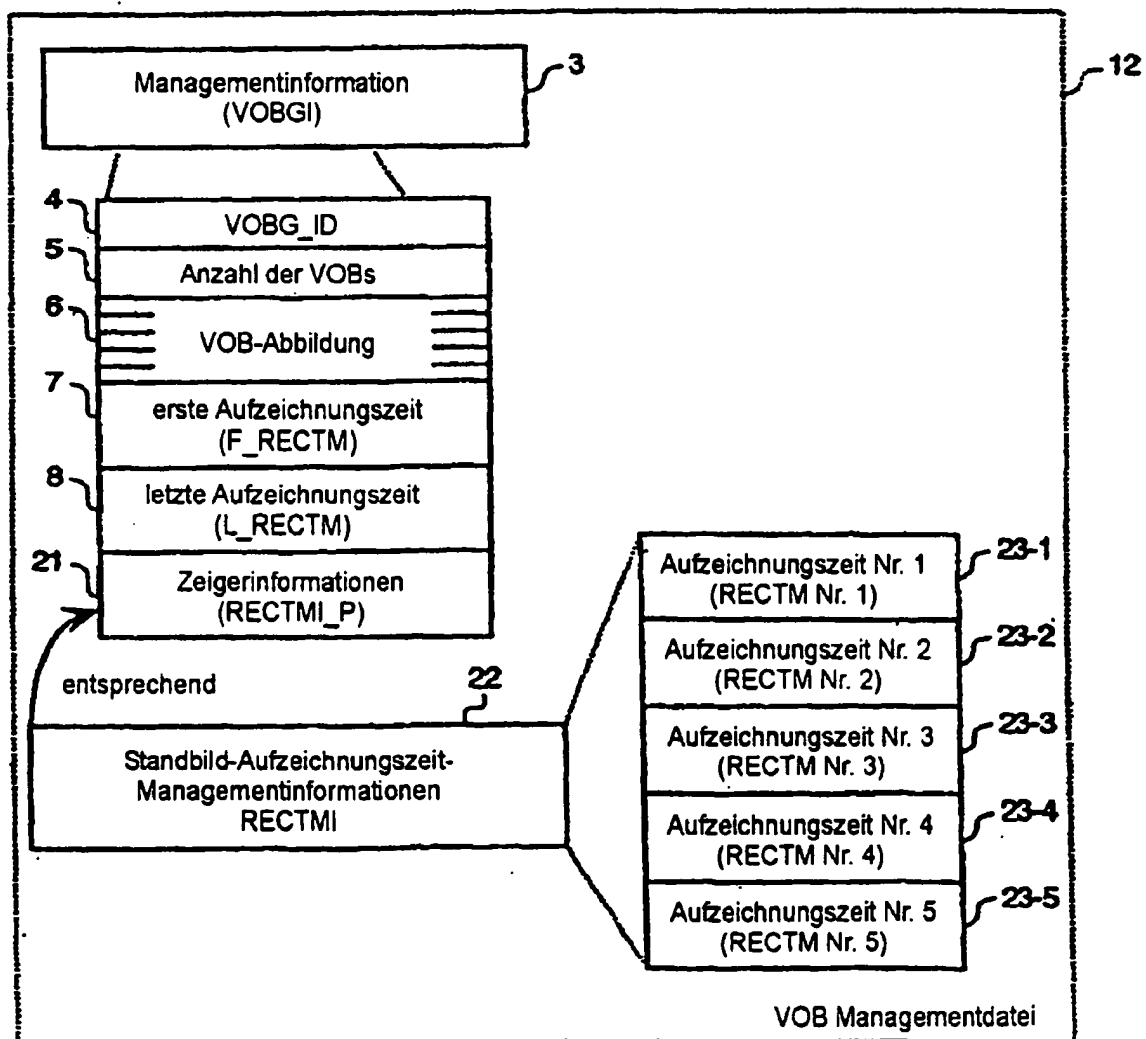 Managementinformation
(VOBGI)
3
12
4
VOBG_ID
5
Anzahl der VOBs
6
VOB-Abbildung
7
erste Aufzeichnungszeit
(F_RECTM)
8
letzte Aufzeichnungszeit
(L_RECTM)
21
Zeigerinformationen
(RECTMI_P)
entsprechend
22
Standbild-Aufzeichnungszeit-
Managementinformationen
RECTMI
Aufzeichnungszeit Nr. 1
(RECTM Nr. 1)
23-1
Aufzeichnungszeit Nr. 2
(RECTM Nr. 2)
23-2
Aufzeichnungszeit Nr. 3
(RECTM Nr. 3)
23-3
Aufzeichnungszeit Nr. 4
(RECTM Nr. 4)
23-4
Aufzeichnungszeit Nr. 5
(RECTM Nr. 5)
23-5
VOB Managementdatei